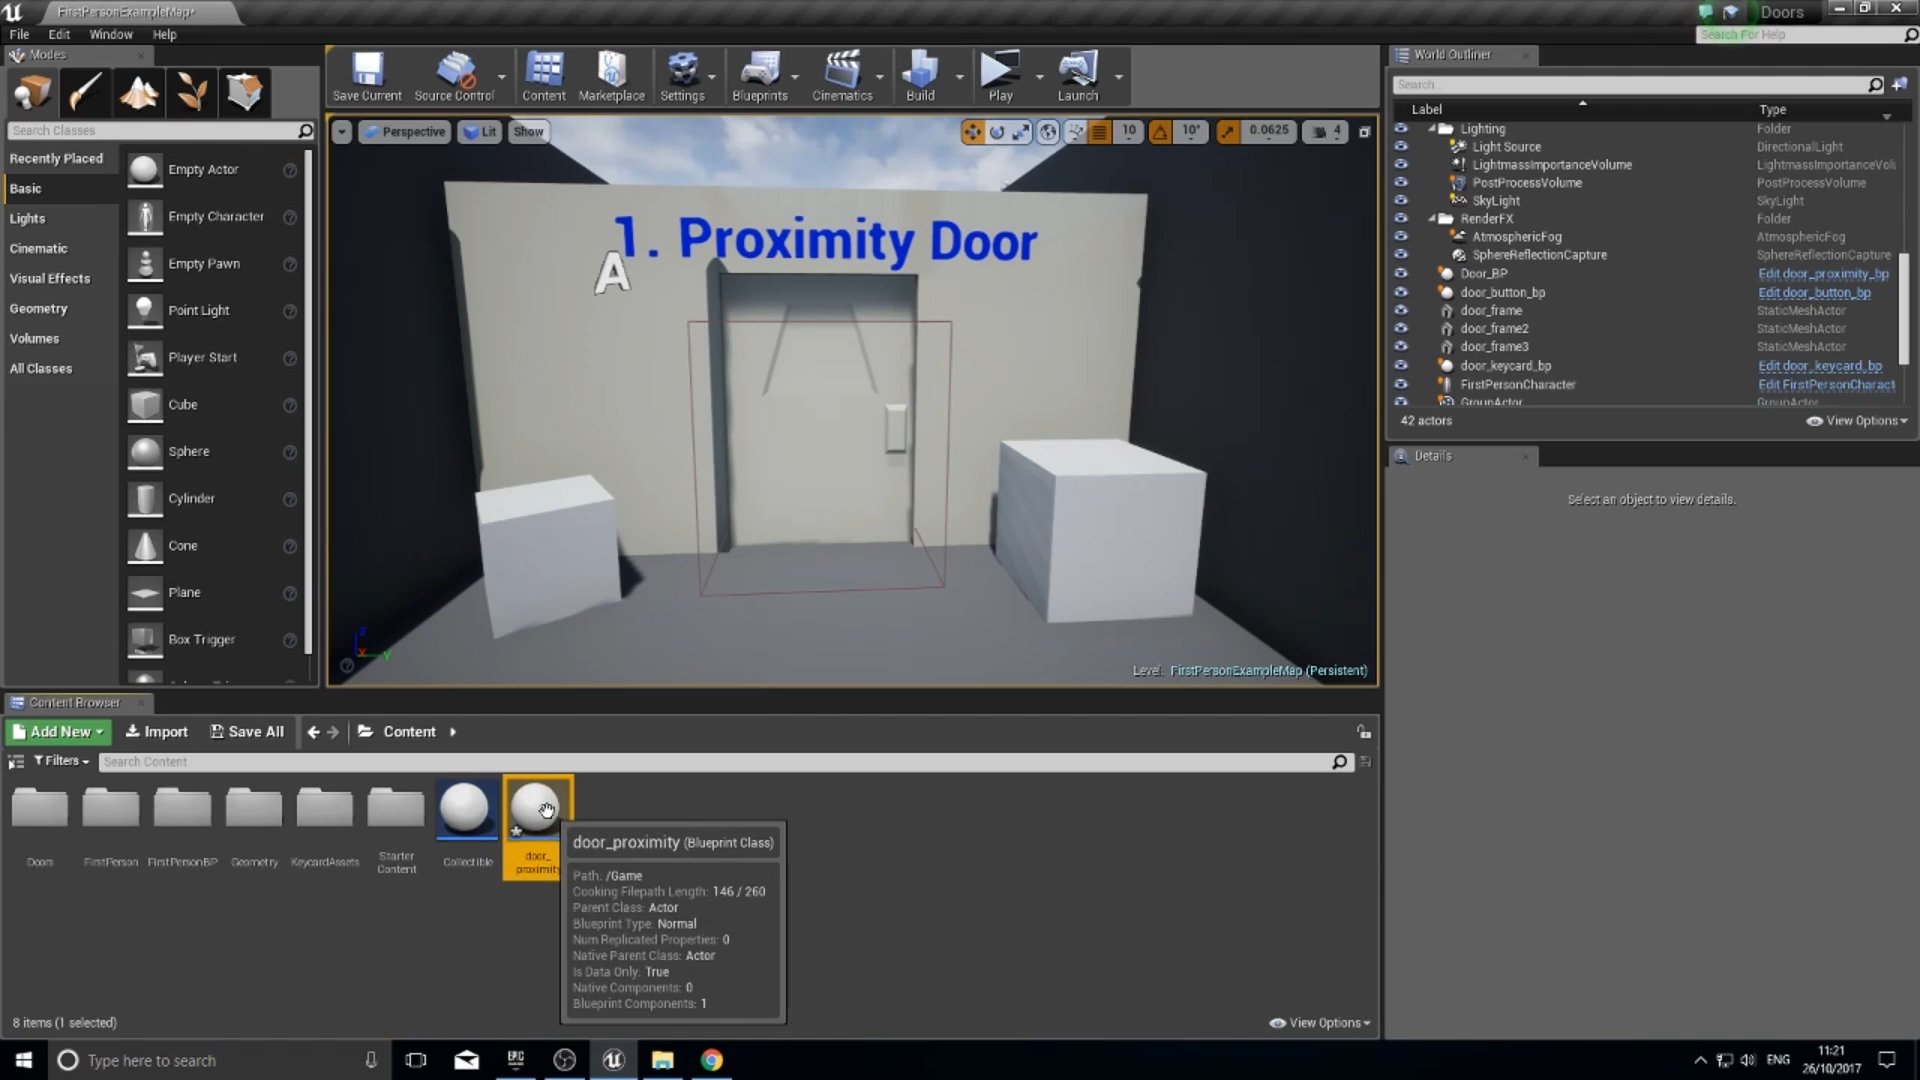 FirstPersonExampleMap*
Doors
File Edit Window Help
Search For Help
Modes
Search Classes
Recently Placed
Basic
Lights
Cinematic
Visual Effects
Geometry
Volumes
All Classes
Empty Actor
Empty Character
Empty Pawn
Point Light
Player Start
Cube
Sphere
Cylinder
Cone
Plane
Box Trigger
Save Current
Source Control
Content
Marketplace
Settings
Blueprints
Cinematics
Build
Play
Launch
Perspective
Lit
Show
10
10°
0.0625
4
1. Proximity Door
A
Z
X
Y
Level: FirstPersonExampleMap (Persistent)
World Outliner
Search...
Label Type
Lighting Folder
Light Source DirectionalLight
LightmassImportanceVolume LightmassImportanceVol
PostProcessVolume PostProcessVolume
SkyLight SkyLight
RenderFX Folder
AtmosphericFog AtmosphericFog
SphereReflectionCapture SphereReflectionCapture
Door_BP Edit door_proximity_bp
door_button_bp Edit door_button_bp
door_frame StaticMeshActor
door_frame2 StaticMeshActor
door_frame3 StaticMeshActor
door_keycard_bp Edit door_keycard_bp
FirstPersonCharacter Edit FirstPersonCharact
GroupActor GroupActor
42 actors
View Options
Details
Select an object to view details.
Content Browser
Add New
Import
Save All
Content
Filters
Search Content
Doors
FirstPerson
FirstPersonBP
Geometry
KeycardAssets
Starter
Content
Collectible
door_
proximity
door_proximity (Blueprint Class)
Path: /Game
Cooking Filepath Length: 146 / 260
Parent Class: Actor
Blueprint Type: Normal
Num Replicated Properties: 0
Native Parent Class: Actor
Is Data Only: True
Native Components: 0
Blueprint Components: 1
8 items (1 selected)
View Options
Type here to search
EPIC
ENG
11:21
26/10/2017